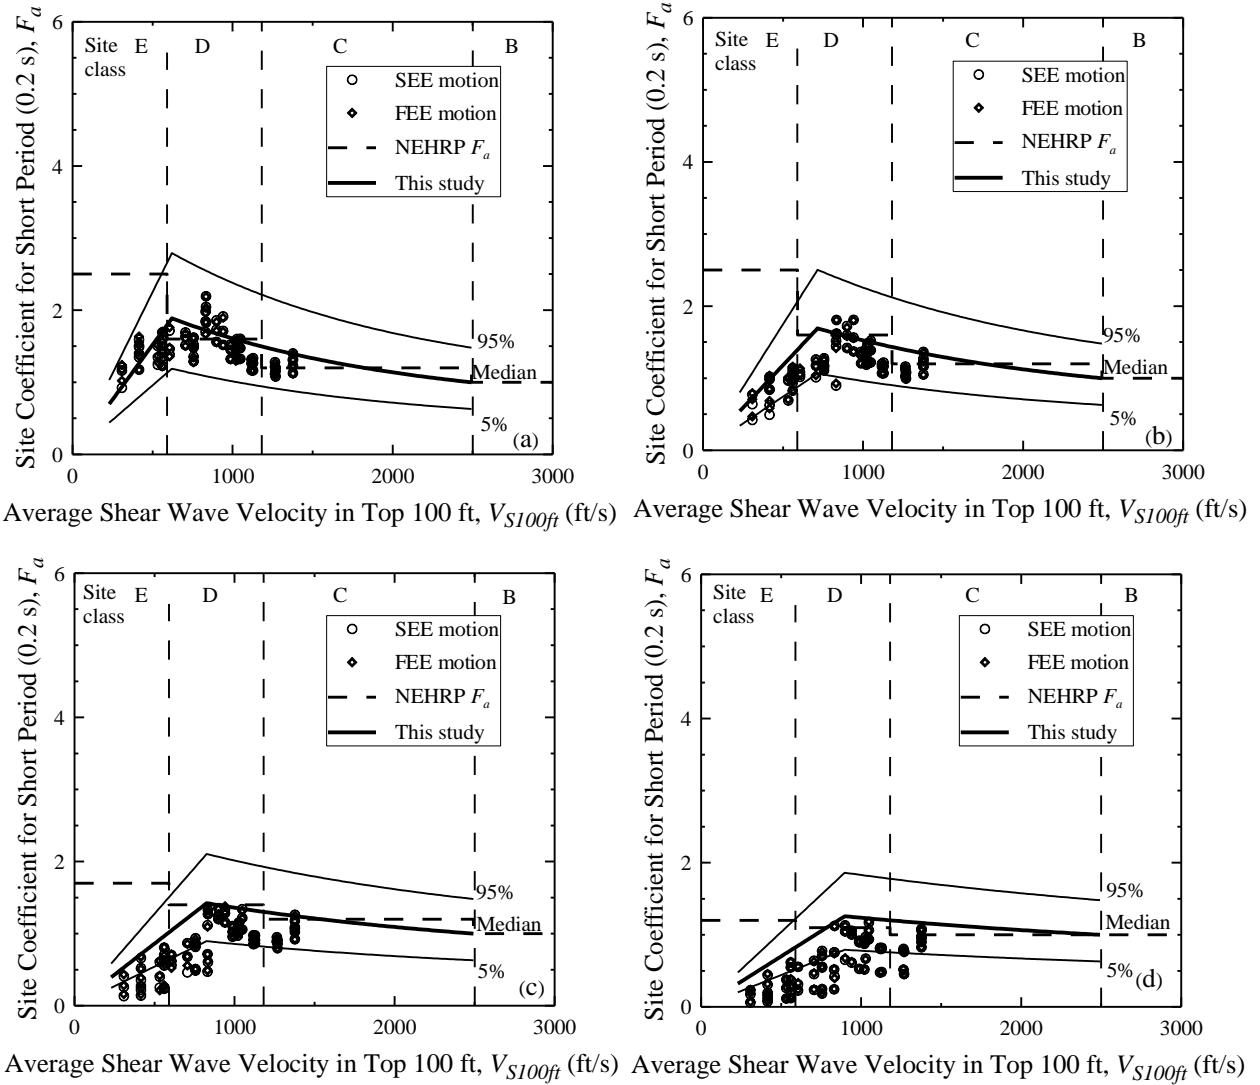 Site Coefficient for Short Period (0.2 s), Fa
6
4
2
0
Site
class
E
D
C
B
SEE motion
FEE motion
NEHRP Fa
This study
95%
Median
5%
(a)
0
1000
2000
3000
Average Shear Wave Velocity in Top 100 ft, VS100ft (ft/s)
Site Coefficient for Short Period (0.2 s), Fa
6
4
2
0
Site
class
E
D
C
B
SEE motion
FEE motion
NEHRP Fa
This study
95%
Median
5%
(b)
0
1000
2000
3000
Average Shear Wave Velocity in Top 100 ft, VS100ft (ft/s)
Site Coefficient for Short Period (0.2 s), Fa
6
4
2
0
Site
class
E
D
C
B
SEE motion
FEE motion
NEHRP Fa
This study
95%
Median
5%
(c)
0
1000
2000
3000
Average Shear Wave Velocity in Top 100 ft, VS100ft (ft/s)
Site Coefficient for Short Period (0.2 s), Fa
6
4
2
0
Site
class
E
D
C
B
SEE motion
FEE motion
NEHRP Fa
This study
95%
Median
5%
(d)
0
1000
2000
3000
Average Shear Wave Velocity in Top 100 ft, VS100ft (ft/s)